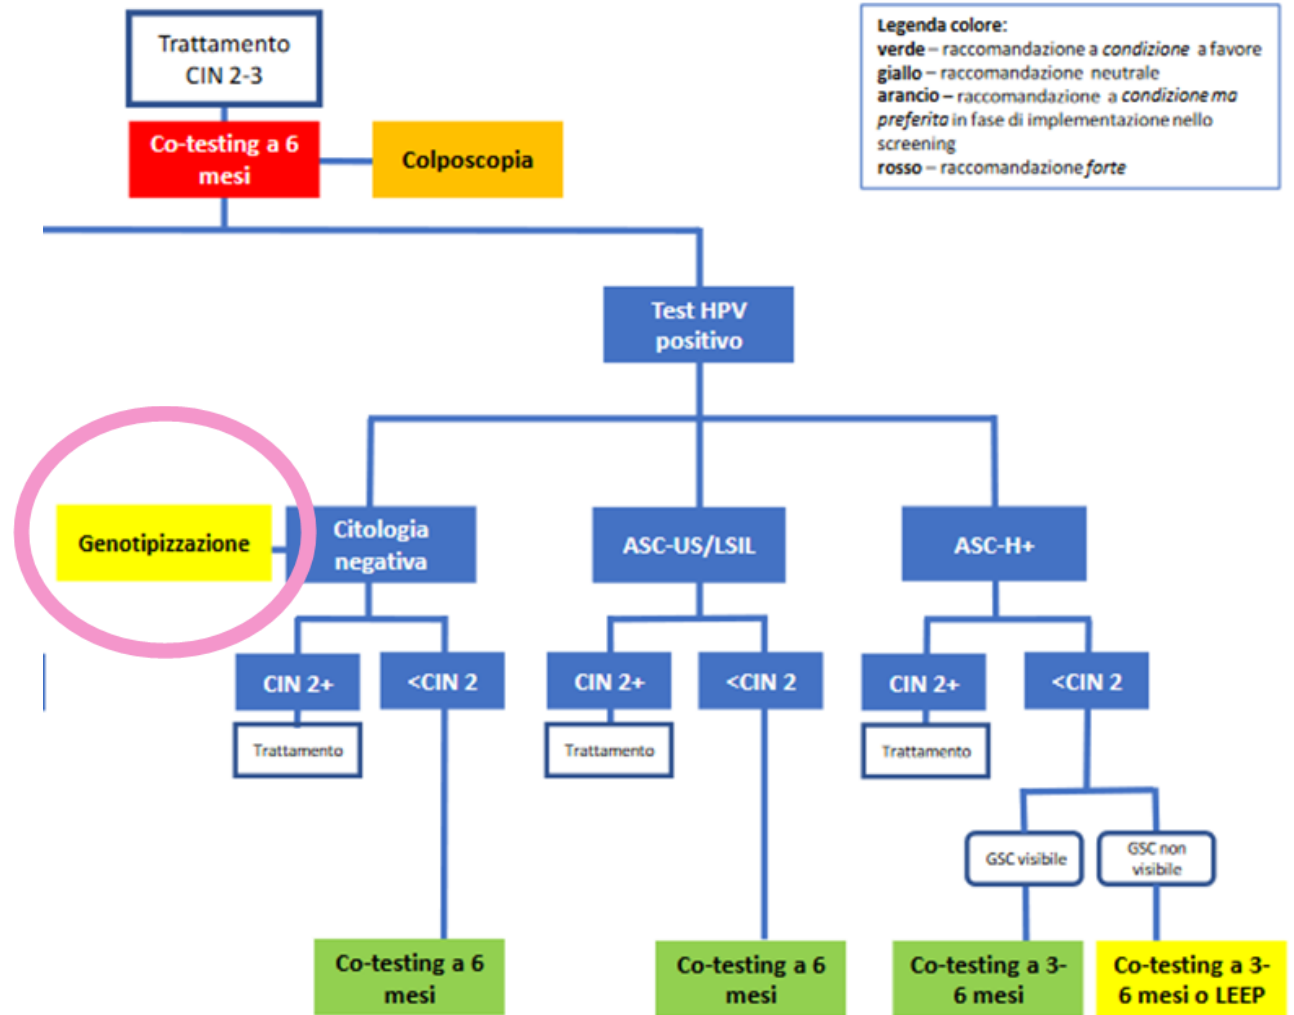 Trattamento
CIN 2-3
Legenda colore:
verde – raccomandazione a condizione a favore
giallo – raccomandazione neutrale
arancio – raccomandazione a condizione ma
preferita in fase di implementazione nello
screening
rosso – raccomandazione forte
Co-testing a 6
mesi
Colposcopia
Test HPV
positivo
Genotipizzazione
Citologia
negativa
ASC-US/LSIL
ASC-H+
CIN 2+
<CIN 2
CIN 2+
<CIN 2
CIN 2+
<CIN 2
Trattamento
Trattamento
Trattamento
GSC visibile
GSC non
visibile
Co-testing a 6
mesi
Co-testing a 6
mesi
Co-testing a 3-
6 mesi
Co-testing a 3-
6 mesi o LEEP